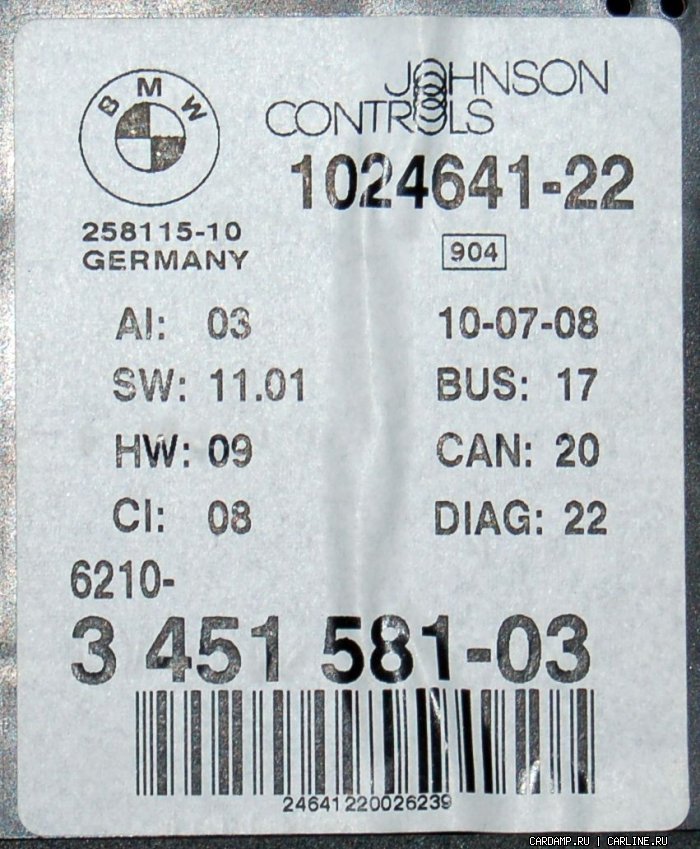 BMW
JOHNSON
CONTROLS
1024641-22
258115-10
GERMANY
904
AI: 03
10-07-08
SW: 11.01
BUS: 17
HW: 09
CAN: 20
CI: 08
DIAG: 22
6210-
3 451 581-03
24641220026239
CARDAMP.RU | CARLINE.RU